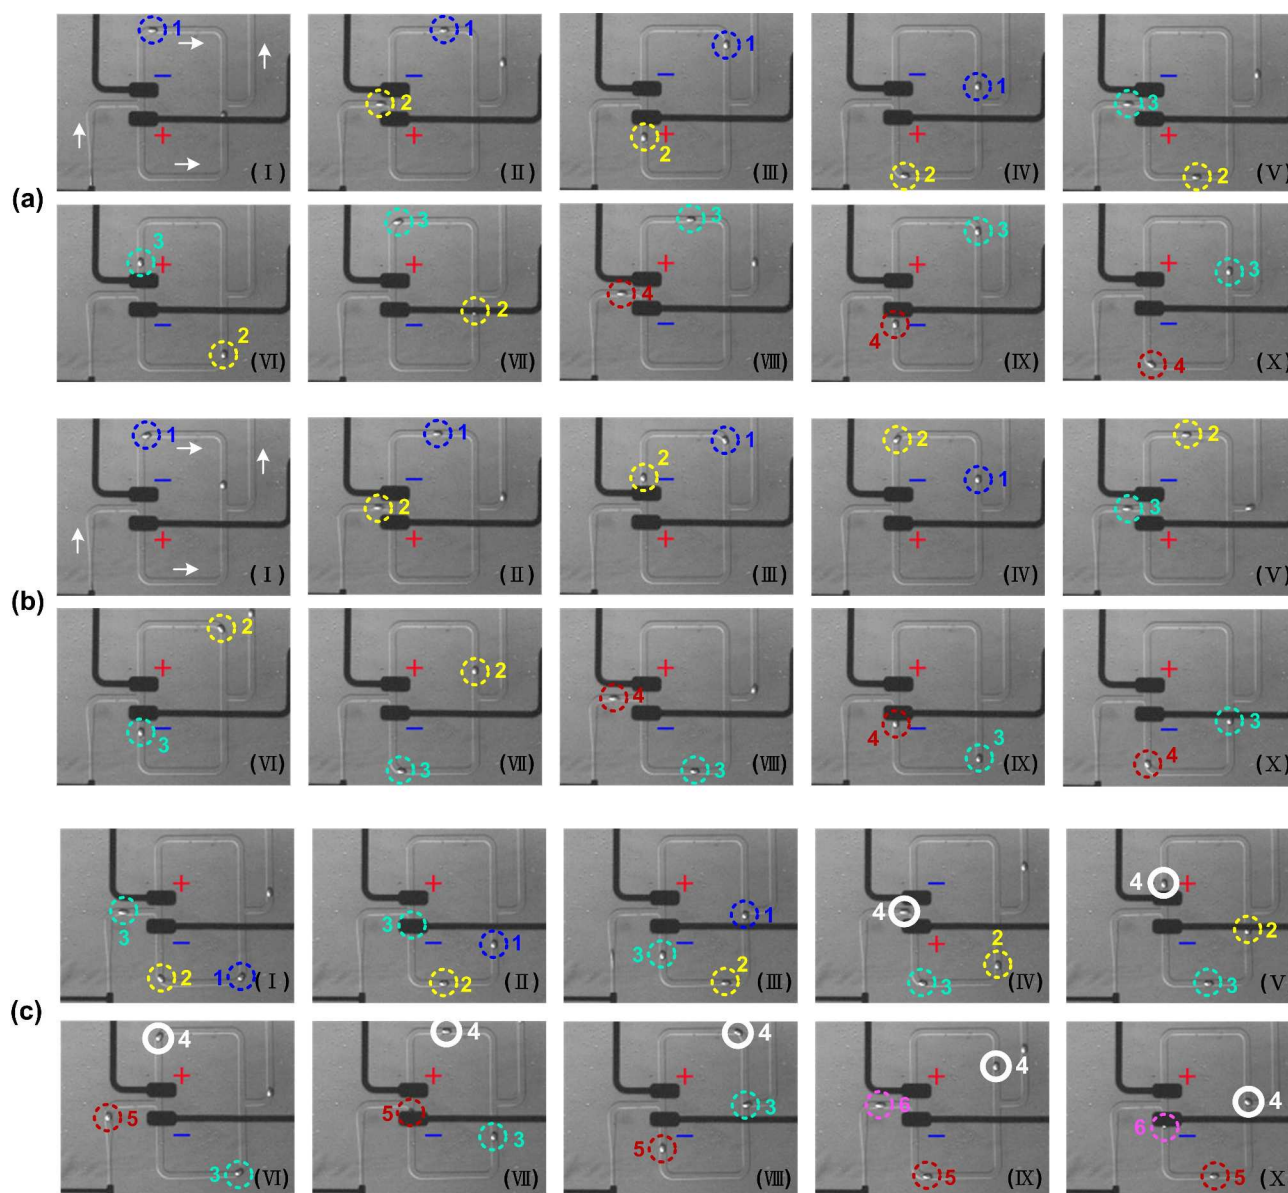 (a)
1 − + (Ⅰ)
1 − 2 + (Ⅱ)
1 − + 2 (Ⅲ)
− 1 + 2 (Ⅳ)
− 3 + 2 (Ⅴ)
3 + − 2 (Ⅵ)
3 + 2 − (Ⅶ)
3 + 4 − (Ⅷ)
3 + − 4 (Ⅸ)
+ 3 − 4 (Ⅹ)
(b)
1 − + (Ⅰ)
1 − 2 + (Ⅱ)
1 2 − + (Ⅲ)
2 − 1 + (Ⅳ)
2 − 3 + (Ⅴ)
2 + − 3 (Ⅵ)
+ 2 − 3 (Ⅶ)
+ 4 − 3 (Ⅷ)
+ − 4 3 (Ⅸ)
+ 3 − 4 (Ⅹ)
(c)
+ 3 − 2 1 (Ⅰ)
+ 3 − 1 2 (Ⅱ)
+ 1 − 3 2 (Ⅲ)
− 4 + 2 3 (Ⅳ)
4 + 2 − 3 (Ⅴ)
4 + 5 − 3 (Ⅵ)
4 + 5 − 3 (Ⅶ)
4 + 3 − 5 (Ⅷ)
4 + 6 − 5 (Ⅸ)
+ 4 6 − 5 (Ⅹ